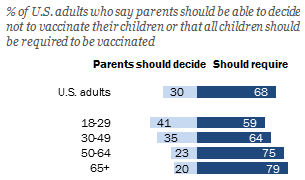 % of U.S. adults who say parents should be able to decide
not to vaccinate their children or that all children should
be required to be vaccinated
Parents should decide Should require
U.S. adults 30 68
18-29 41 59
30-49 35 64
50-64 23 75
65+ 20 79